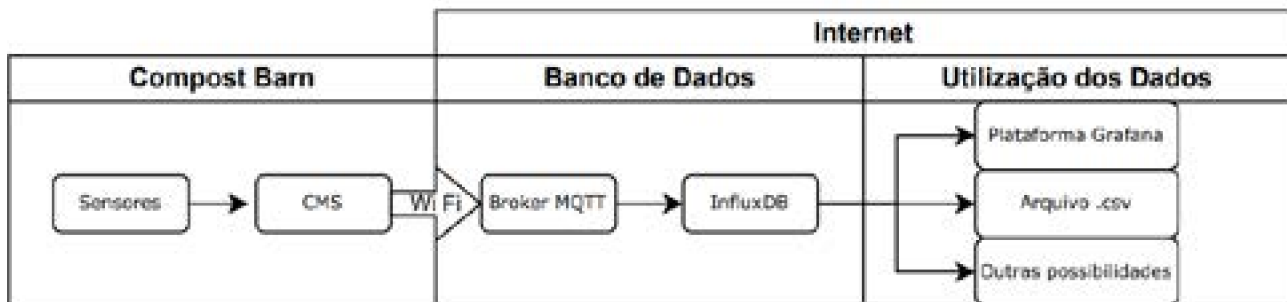 Internet
Compost Barn
Banco de Dados
Utilização dos Dados
Sensores
CMS
Wi Fi
Broker MQTT
InfluxDB
Plataforma Grafana
Arquivo .csv
Outras possibilidades